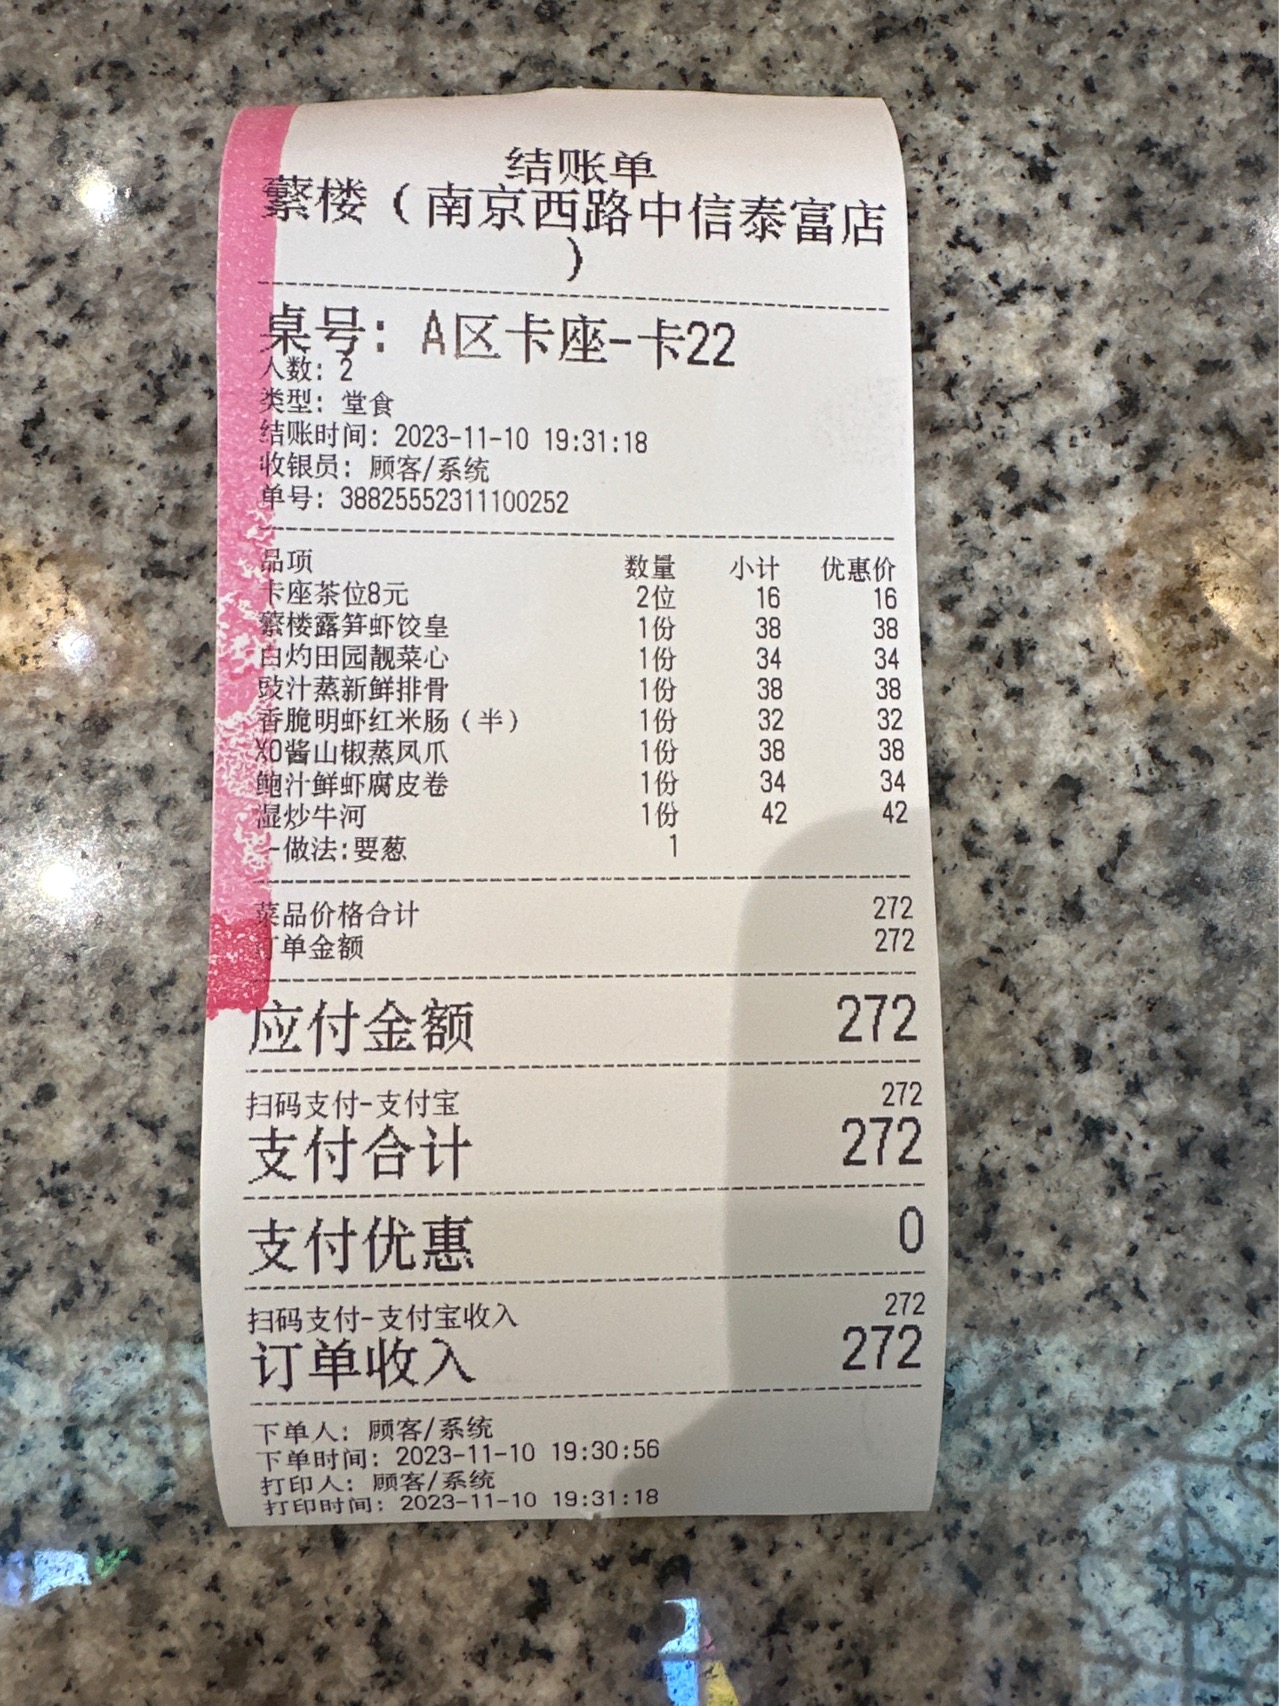 结账单
蘩楼（南京西路中信泰富店
）
桌号: A区卡座-卡22
人数: 2
类型: 堂食
结账时间: 2023-11-10 19:31:18
收银员: 顾客/系统
单号: 38825552311100252
品项 数量 小计 优惠价
卡座茶位8元 2位 16 16
蘩楼露笋虾饺皇 1份 38 38
白灼田园靓菜心 1份 34 34
豉汁蒸新鲜排骨 1份 38 38
香脆明虾红米肠（半） 1份 32 32
XO酱山椒蒸凤爪 1份 38 38
鲍汁鲜虾腐皮卷 1份 34 34
湿炒牛河 1份 42 42
-做法:要葱 1
菜品价格合计 272
订单金额 272
应付金额 272
扫码支付-支付宝 272
支付合计 272
支付优惠 0
扫码支付-支付宝收入 272
订单收入 272
下单人: 顾客/系统
下单时间: 2023-11-10 19:30:56
打印人: 顾客/系统
打印时间: 2023-11-10 19:31:18